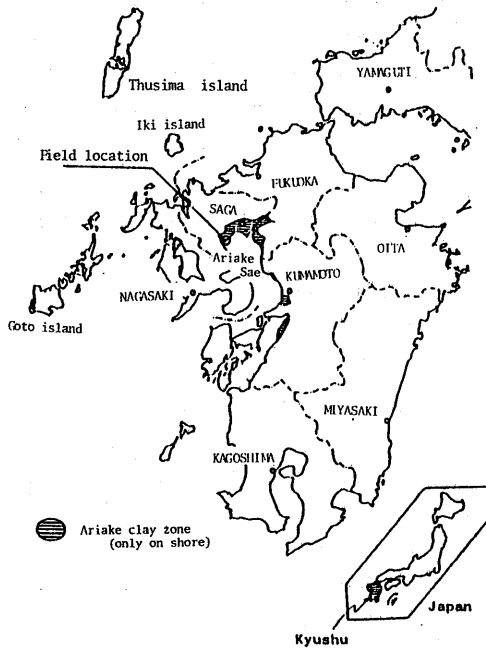 YAMAGUTI
Thusima island
Iki island
Field location
FUKUOKA
SAGA
OITA
Ariake
Sae
KUMAMOTO
NAGASAKI
Goto island
MIYASAKI
KAGOSHIMA
Ariake clay zone
(only on shore)
Japan
Kyushu